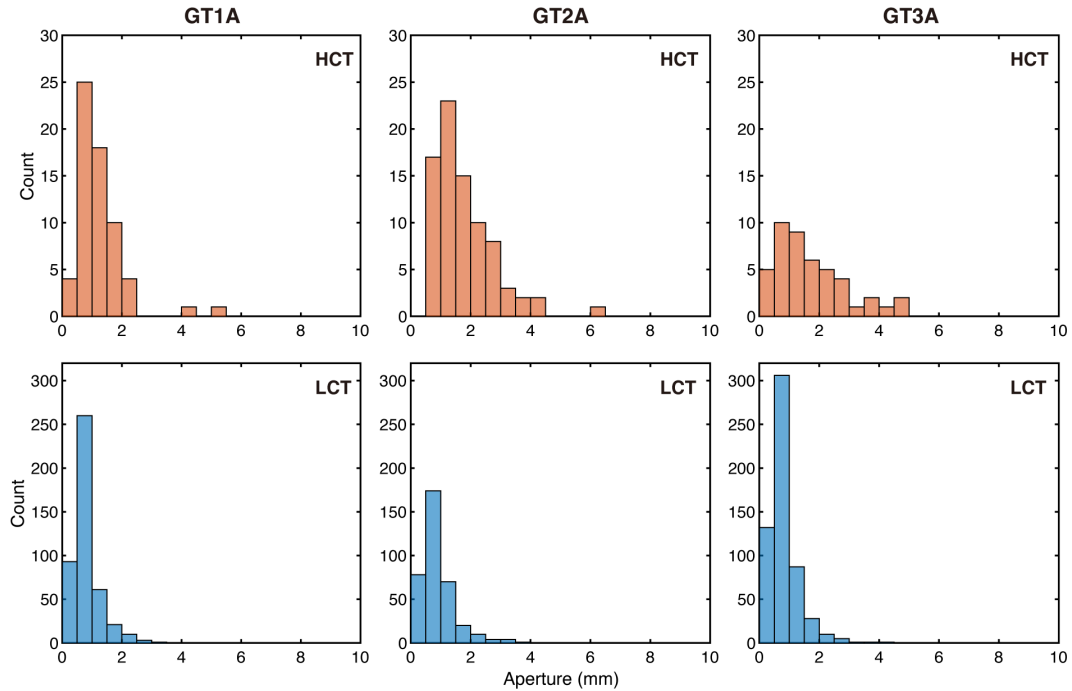 GT1A GT2A GT3A
30 30 30
HCT HCT HCT
25 25 25
20 20 20
Count
15 15 15
10 10 10
5 5 5
0 0 0
0 2 4 6 8 10 0 2 4 6 8 10 0 2 4 6 8 10
LCT LCT LCT
300 300 300
250 250 250
200 200 200
Count
150 150 150
100 100 100
50 50 50
0 0 0
0 2 4 6 8 10 0 2 4 6 8 10 0 2 4 6 8 10
Aperture (mm)